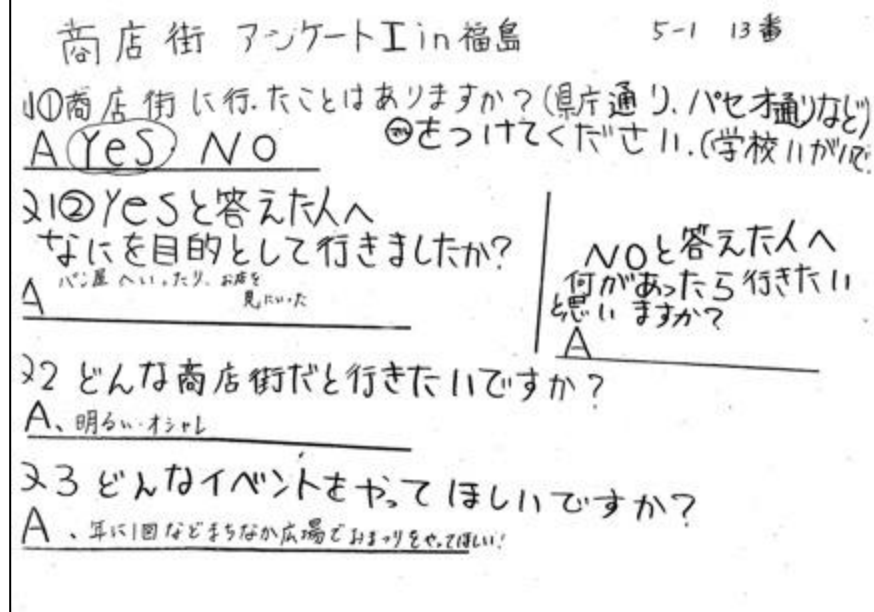 商店街 アンケートI in 福島 5-1 13番
Q1①商店街に行ったことはありますか?(県庁通り、パセオ通りなど)
A YeS NO ○をつけてください.(学校いがいで)
Q1②YeSと答えた人へ
なにを目的として行きましたか?
A パン屋へいったり、お店を
見にいった
NOと答えた人へ
何があったら行きたい
と思いますか?
A
Q2 どんな商店街だと行きたいですか?
A、明るい・オシャレ
Q3 どんなイベントをやってほしいですか?
A、年に1回などまちなか広場でおまつりをやってほしい!